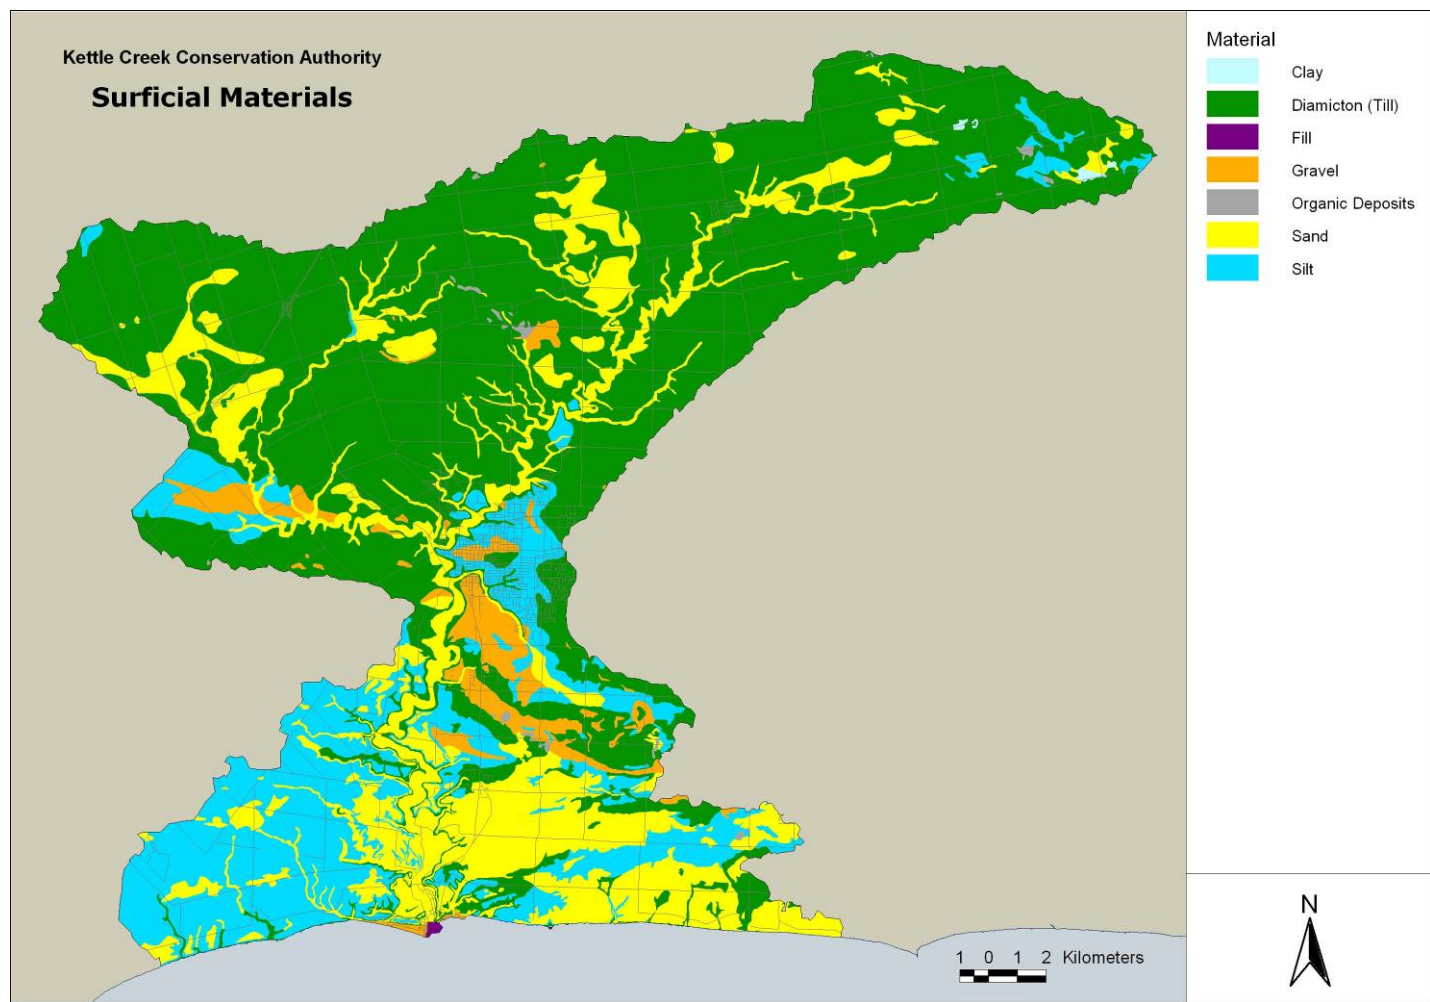 Kettle Creek Conservation Authority
Surficial Materials
Material
Clay
Diamicton (Till)
Fill
Gravel
Organic Deposits
Sand
Silt
N
1 0 1 2 Kilometers